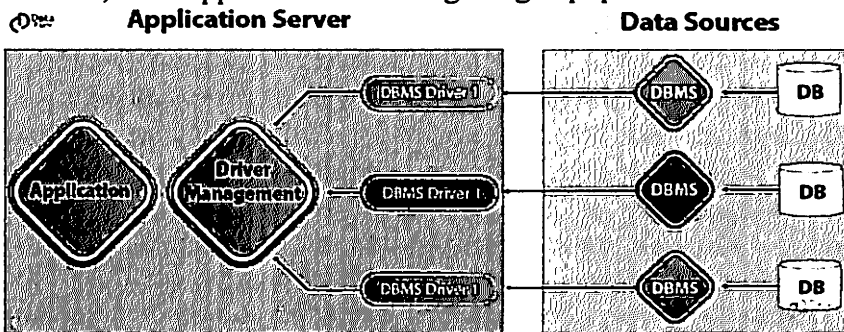 Application Server
Data Sources
DBMS Driver 1
DBMS
DB
Application
Driver
Management
DBMS Driver 1
DBMS
DB
DBMS Driver 1
DBMS
DB